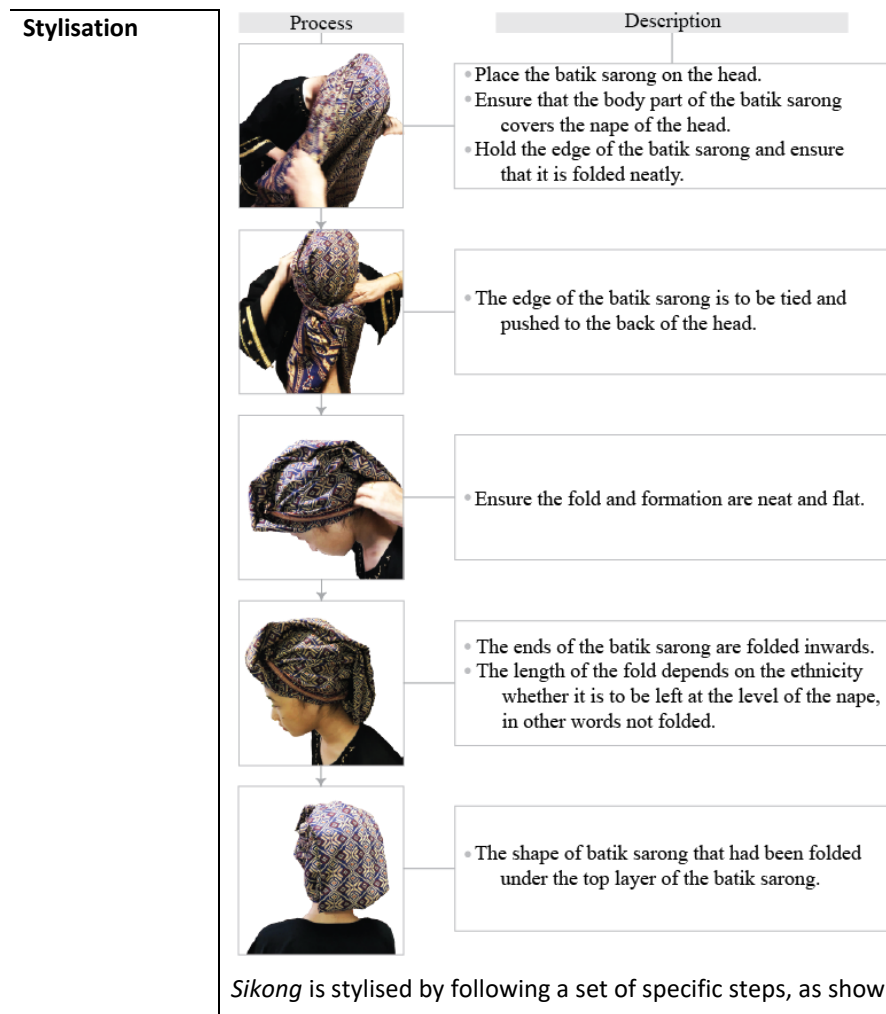 Stylisation
Process
Description
• Place the batik sarong on the head.
• Ensure that the body part of the batik sarong
covers the nape of the head.
• Hold the edge of the batik sarong and ensure
that it is folded neatly.
• The edge of the batik sarong is to be tied and
pushed to the back of the head.
• Ensure the fold and formation are neat and flat.
• The ends of the batik sarong are folded inwards.
• The length of the fold depends on the ethnicity
whether it is to be left at the level of the nape,
in other words not folded.
• The shape of batik sarong that had been folded
under the top layer of the batik sarong.
Sikong is stylised by following a set of specific steps, as show